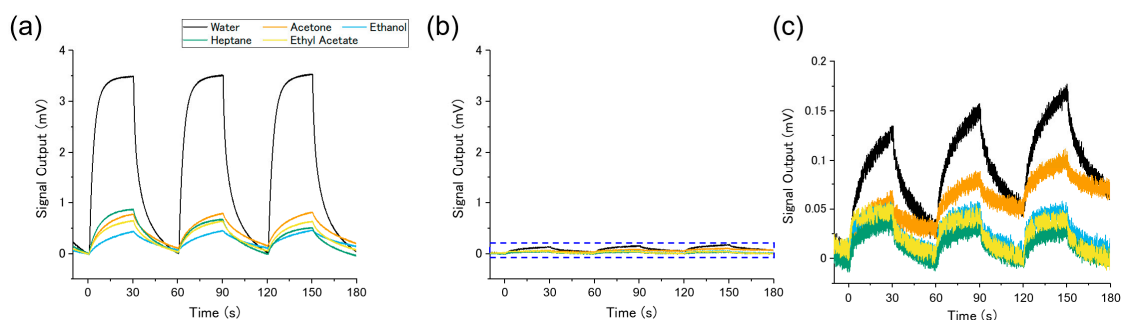 (a)
Water Acetone Ethanol
Heptane Ethyl Acetate
4
3
2
1
0
Signal Output (mV)
0 30 60 90 120 150 180
Time (s)
(b)
4
3
2
1
0
Signal Output (mV)
0 30 60 90 120 150 180
Time (s)
(c)
0.2
0.15
0.1
0.05
0
Signal Output (mV)
0 30 60 90 120 150 180
Time (s)